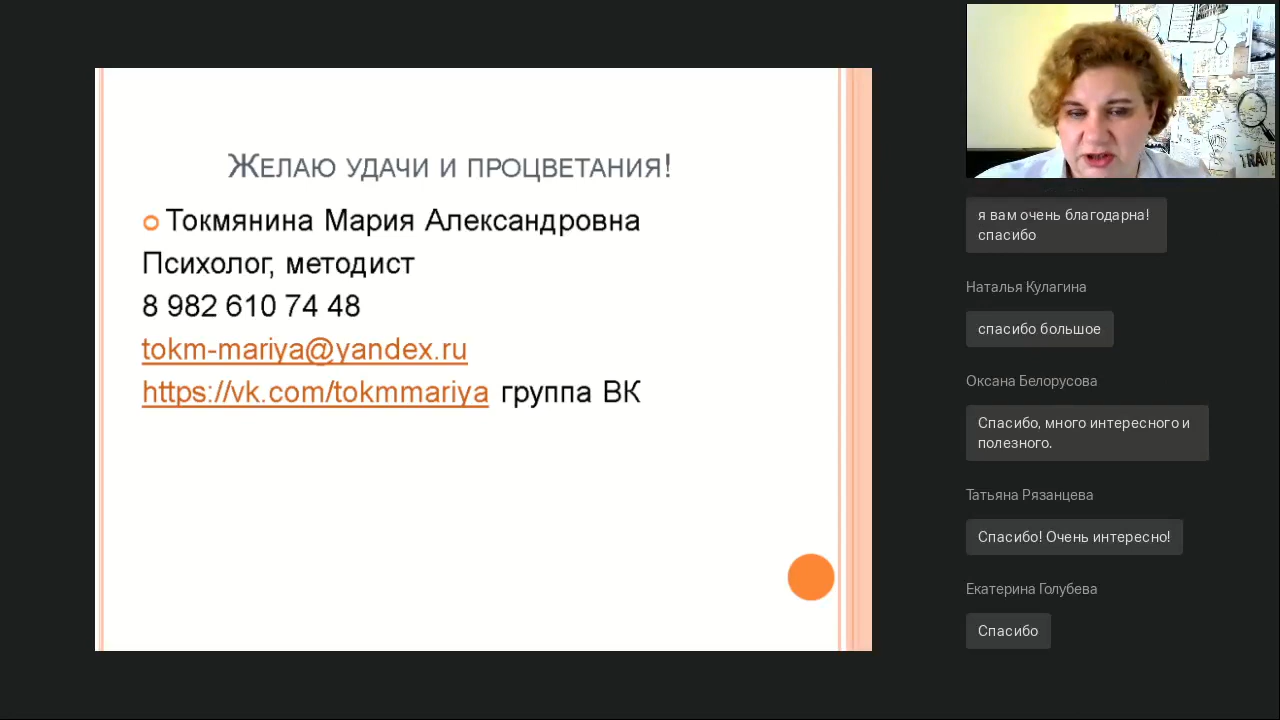 Желаю удачи и процветания!
Токмянина Мария Александровна
Психолог, методист
8 982 610 74 48
tokm-mariya@yandex.ru
https://vk.com/tokmmariya группа ВК
TRAVEL
я вам очень благодарна!
спасибо
Наталья Кулагина
спасибо большое
Оксана Белорусова
Спасибо, много интересного и
полезного.
Татьяна Рязанцева
Спасибо! Очень интересно!
Екатерина Голубева
Спасибо